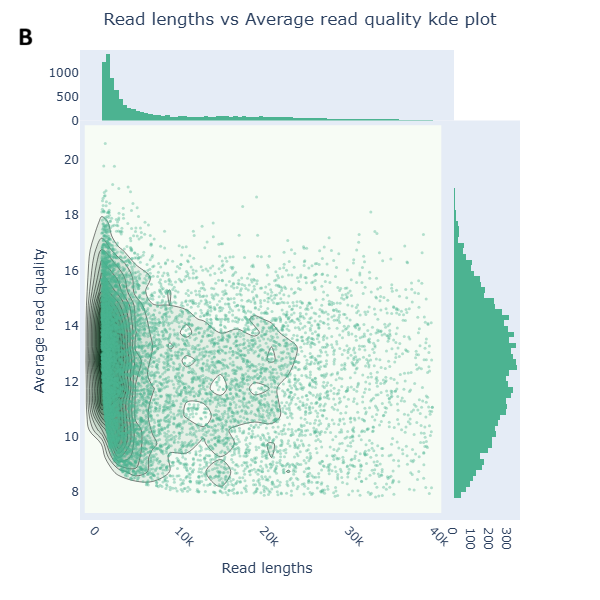 Read lengths vs Average read quality kde plot
B
1000
500
0
20
18
16
14
12
10
8
Average read quality
0
10k
20k
30k
40k
0
100
200
300
Read lengths